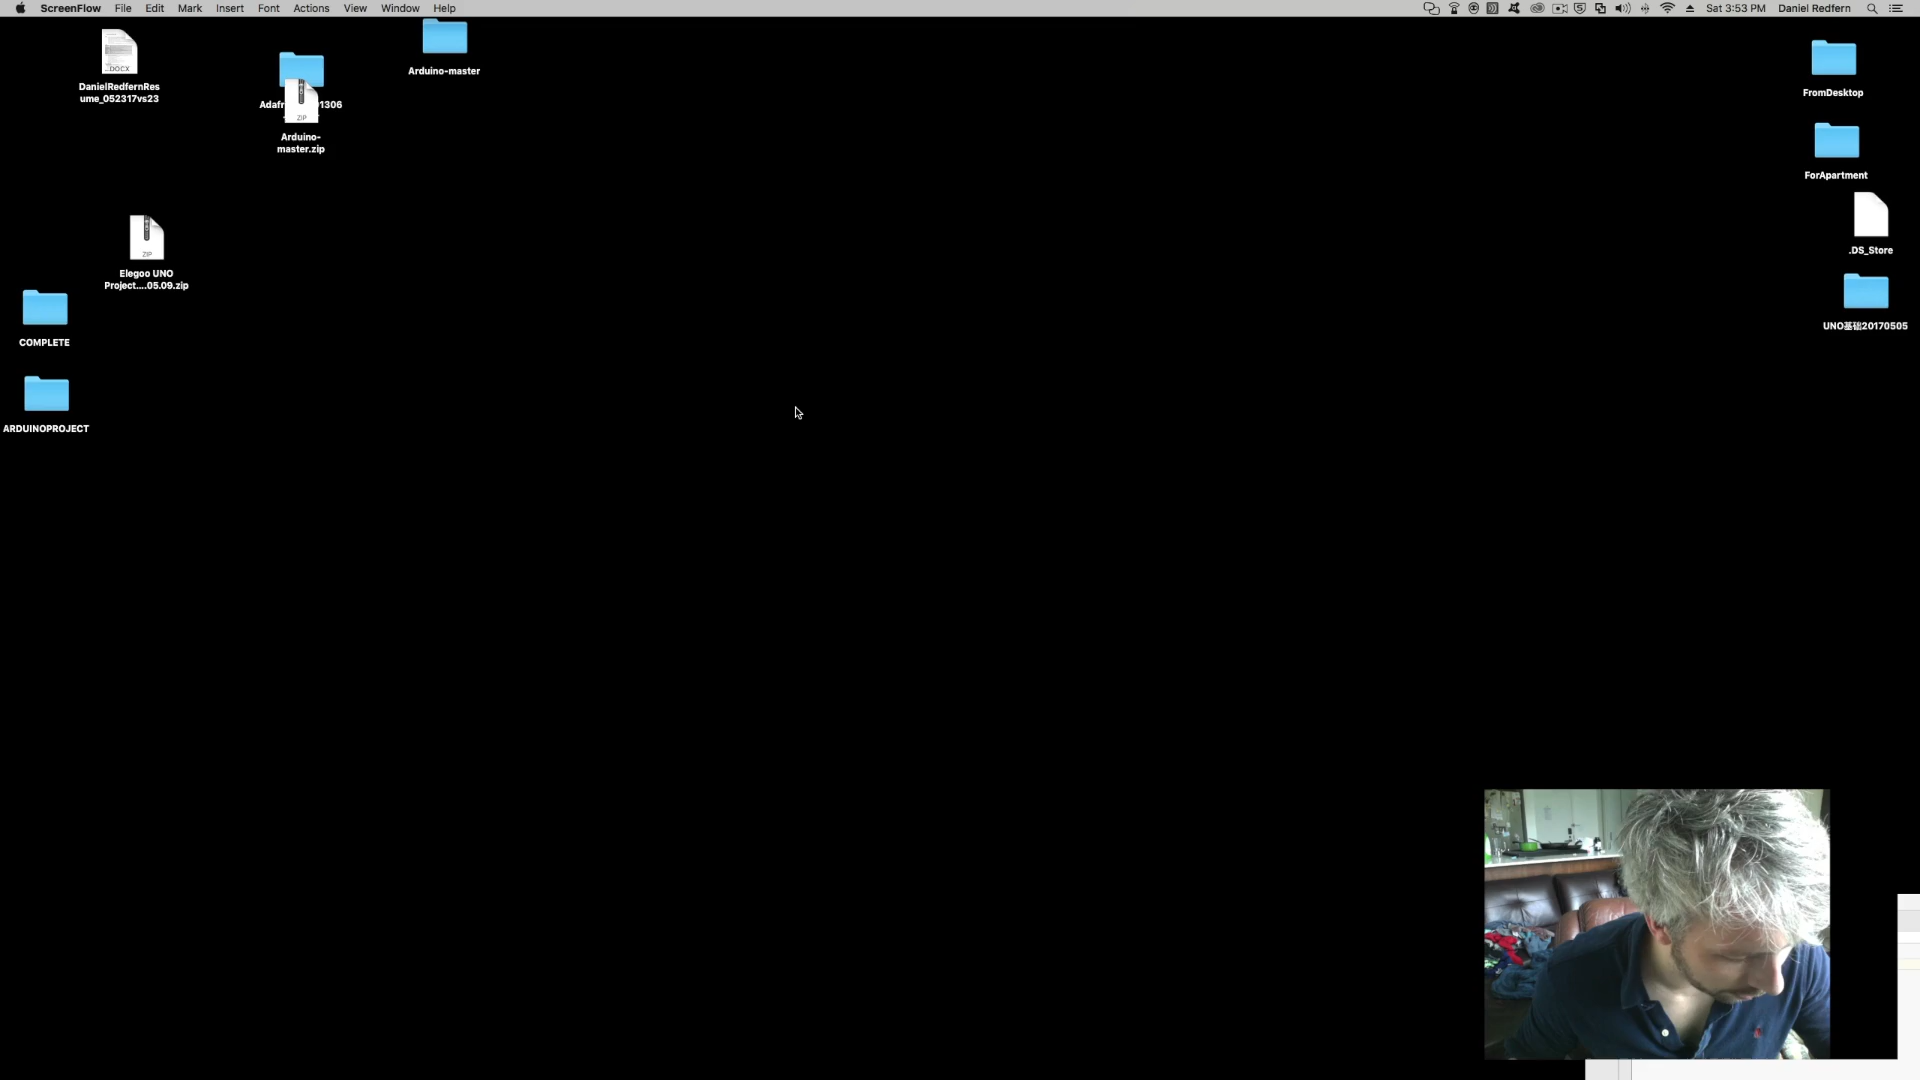 ScreenFlow File Edit Mark Insert Font Actions View Window Help Sat 3:53 PM Daniel Redfern
DOCX
DanielRedfernRes
ume_052317vs23
Arduino-master
Adafr 1306
ZIP
Arduino-
master.zip
FromDesktop
ForApartment
.DS_Store
UNO基础20170505
ZIP
Elegoo UNO
Project....05.09.zip
COMPLETE
ARDUINOPROJECT